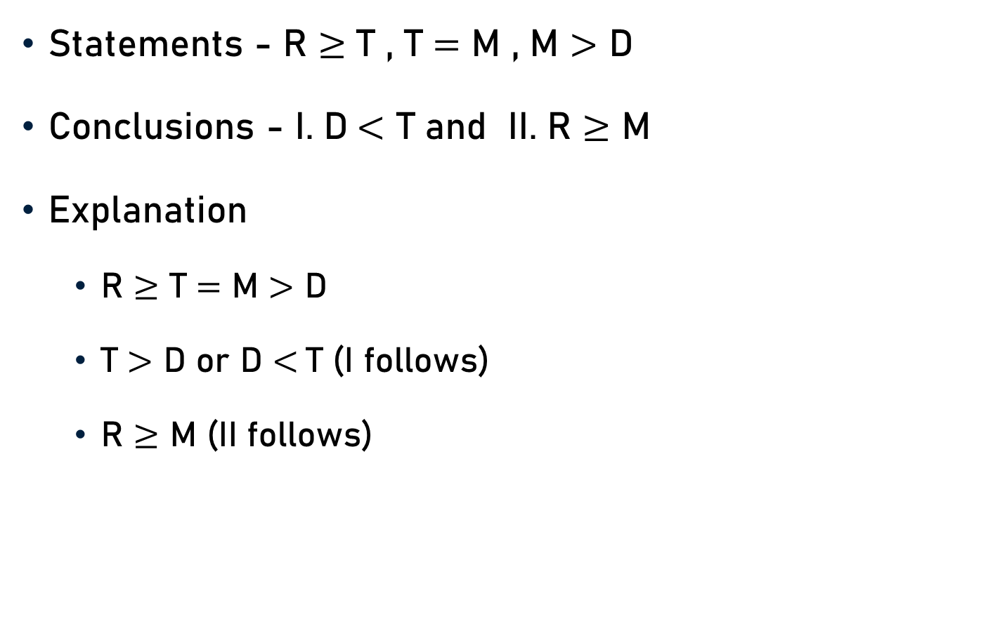 • Statements - R ≥ T , T = M , M > D
• Conclusions - I. D < T and  II. R ≥ M
• Explanation
• R ≥ T = M > D
• T > D or D < T (I follows)
• R ≥ M (II follows)